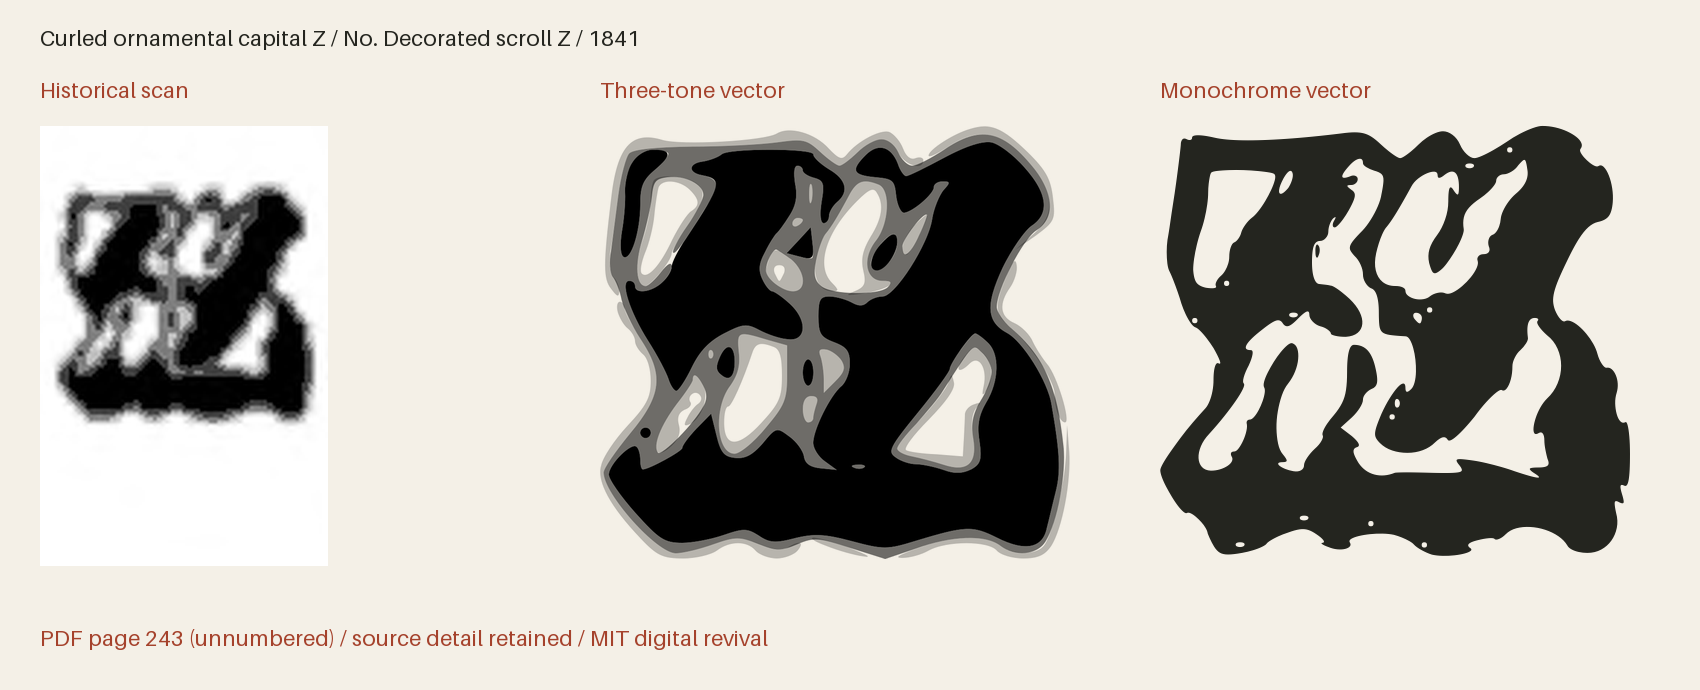 Curled ornamental capital Z / No. Decorated scroll Z / 1841
Historical scan
Three-tone vector
Monochrome vector
PDF page 243 (unnumbered) / source detail retained / MIT digital revival